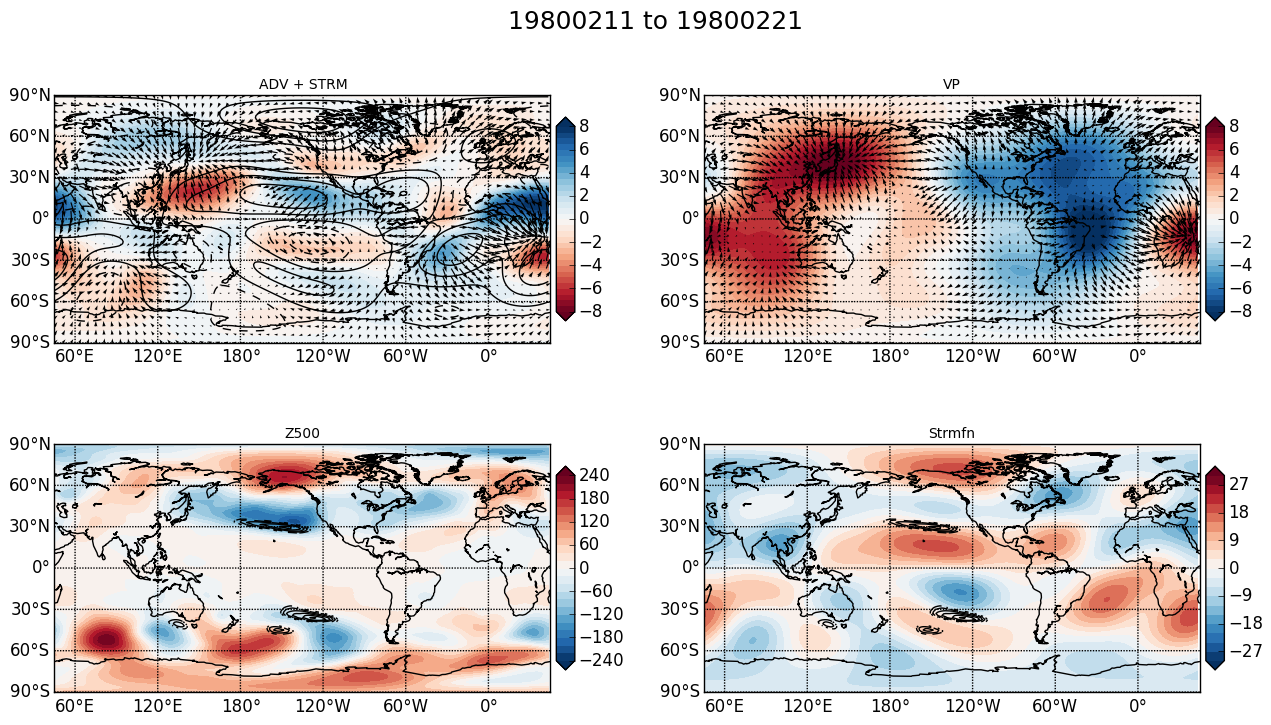 19800211 to 19800221
ADV + STRM
90°N
60°N
30°N
0°
30°S
60°S
90°S
60°E 120°E 180° 120°W 60°W 0°
8
6
4
2
0
−2
−4
−6
−8
VP
90°N
60°N
30°N
0°
30°S
60°S
90°S
60°E 120°E 180° 120°W 60°W 0°
8
6
4
2
0
−2
−4
−6
−8
Z500
90°N
60°N
30°N
0°
30°S
60°S
90°S
60°E 120°E 180° 120°W 60°W 0°
240
180
120
60
0
−60
−120
−180
−240
Strmfn
90°N
60°N
30°N
0°
30°S
60°S
90°S
60°E 120°E 180° 120°W 60°W 0°
27
18
9
0
−9
−18
−27